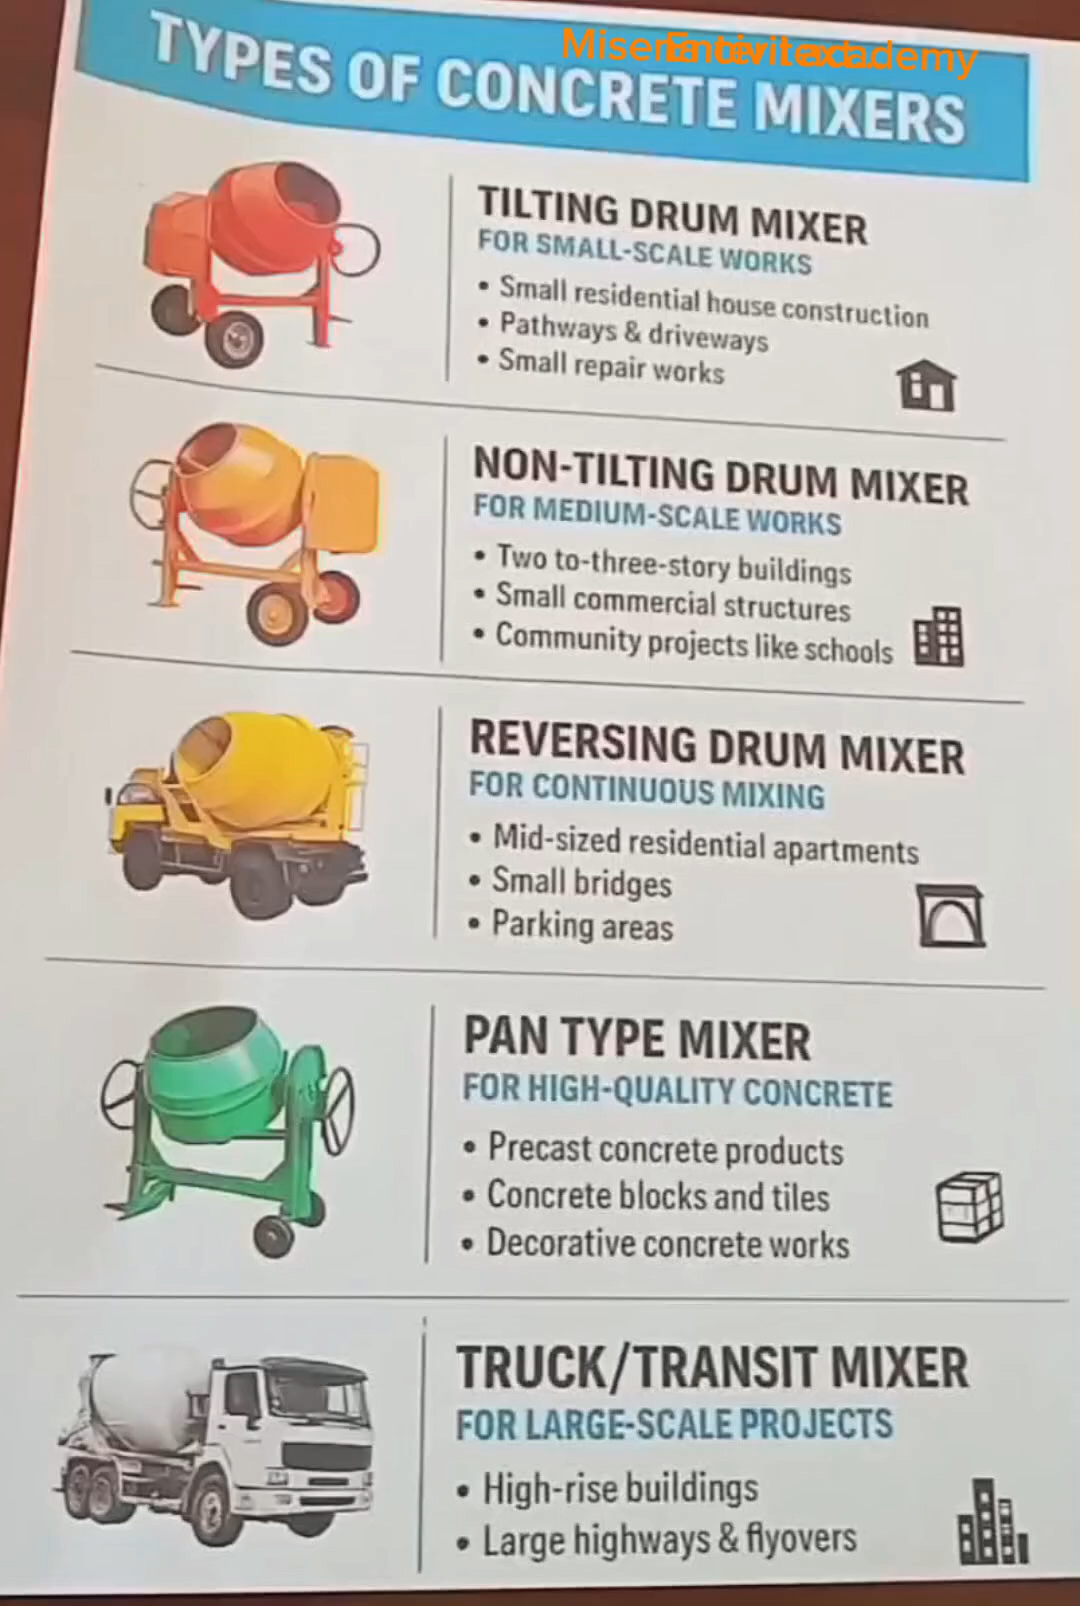 TYPES OF CONCRETE MIXERS
TILTING DRUM MIXER
FOR SMALL-SCALE WORKS
• Small residential house construction
• Pathways & driveways
• Small repair works
NON-TILTING DRUM MIXER
FOR MEDIUM-SCALE WORKS
• Two to-three-story buildings
• Small commercial structures
• Community projects like schools
REVERSING DRUM MIXER
FOR CONTINUOUS MIXING
• Mid-sized residential apartments
• Small bridges
• Parking areas
PAN TYPE MIXER
FOR HIGH-QUALITY CONCRETE
• Precast concrete products
• Concrete blocks and tiles
• Decorative concrete works
TRUCK/TRANSIT MIXER
FOR LARGE-SCALE PROJECTS
• High-rise buildings
• Large highways & flyovers